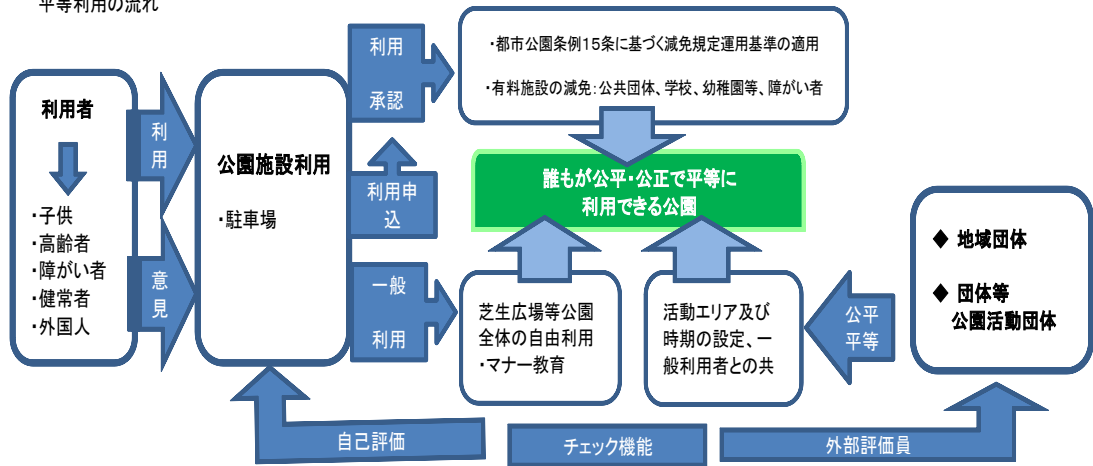 平等利用の流れ
利用者
・子供
・高齢者
・障がい者
・健常者
・外国人
利
用
意
見
公園施設利用
・駐車場
利用
承認
利用申
込
一般
利用
・都市公園条例15条に基づく減免規定運用基準の適用
・有料施設の減免：公共団体、学校、幼稚園等、障がい者
誰もが公平・公正で平等に
利用できる公園
芝生広場等公園
全体の自由利用
・マナー教育
活動エリア及び
時期の設定、一
般利用者との共
公平
平等
◆ 地域団体
◆ 団体等
公園活動団体
自己評価
チェック機能
外部評価員